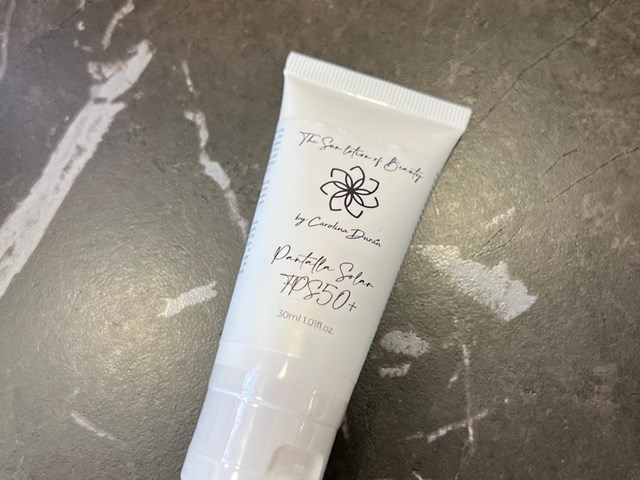 The Sun lotion of Beauty
by Carolina Durán
Pantalla Solar
FPS50+
30ml 1.01fl.oz.